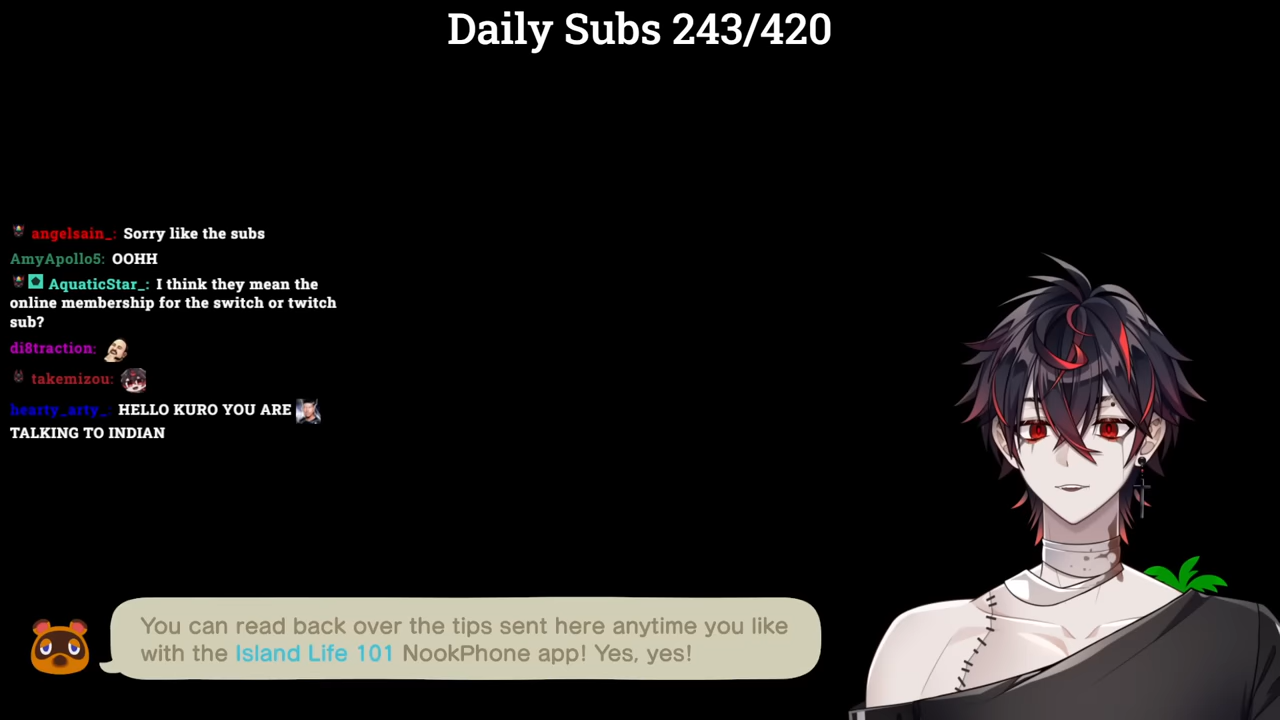 Daily Subs 243/420
angelsain_: Sorry like the subs
AmyApollo5: OOHH
AquaticStar_: I think they mean the
online membership for the switch or twitch
sub?
di8traction:
takemizou:
hearty_arty_: HELLO KURO YOU ARE
TALKING TO INDIAN
You can read back over the tips sent here anytime you like
with the Island Life 101 NookPhone app! Yes, yes!